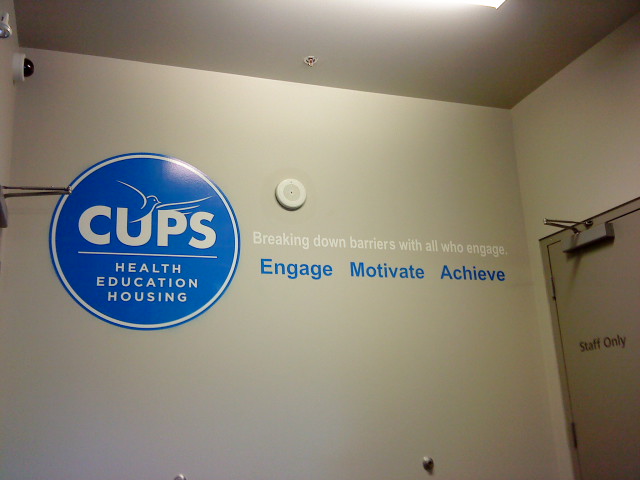 CUPS
HEALTH
EDUCATION
HOUSING
Breaking down barriers with all who engage.
Engage Motivate Achieve
Staff Only